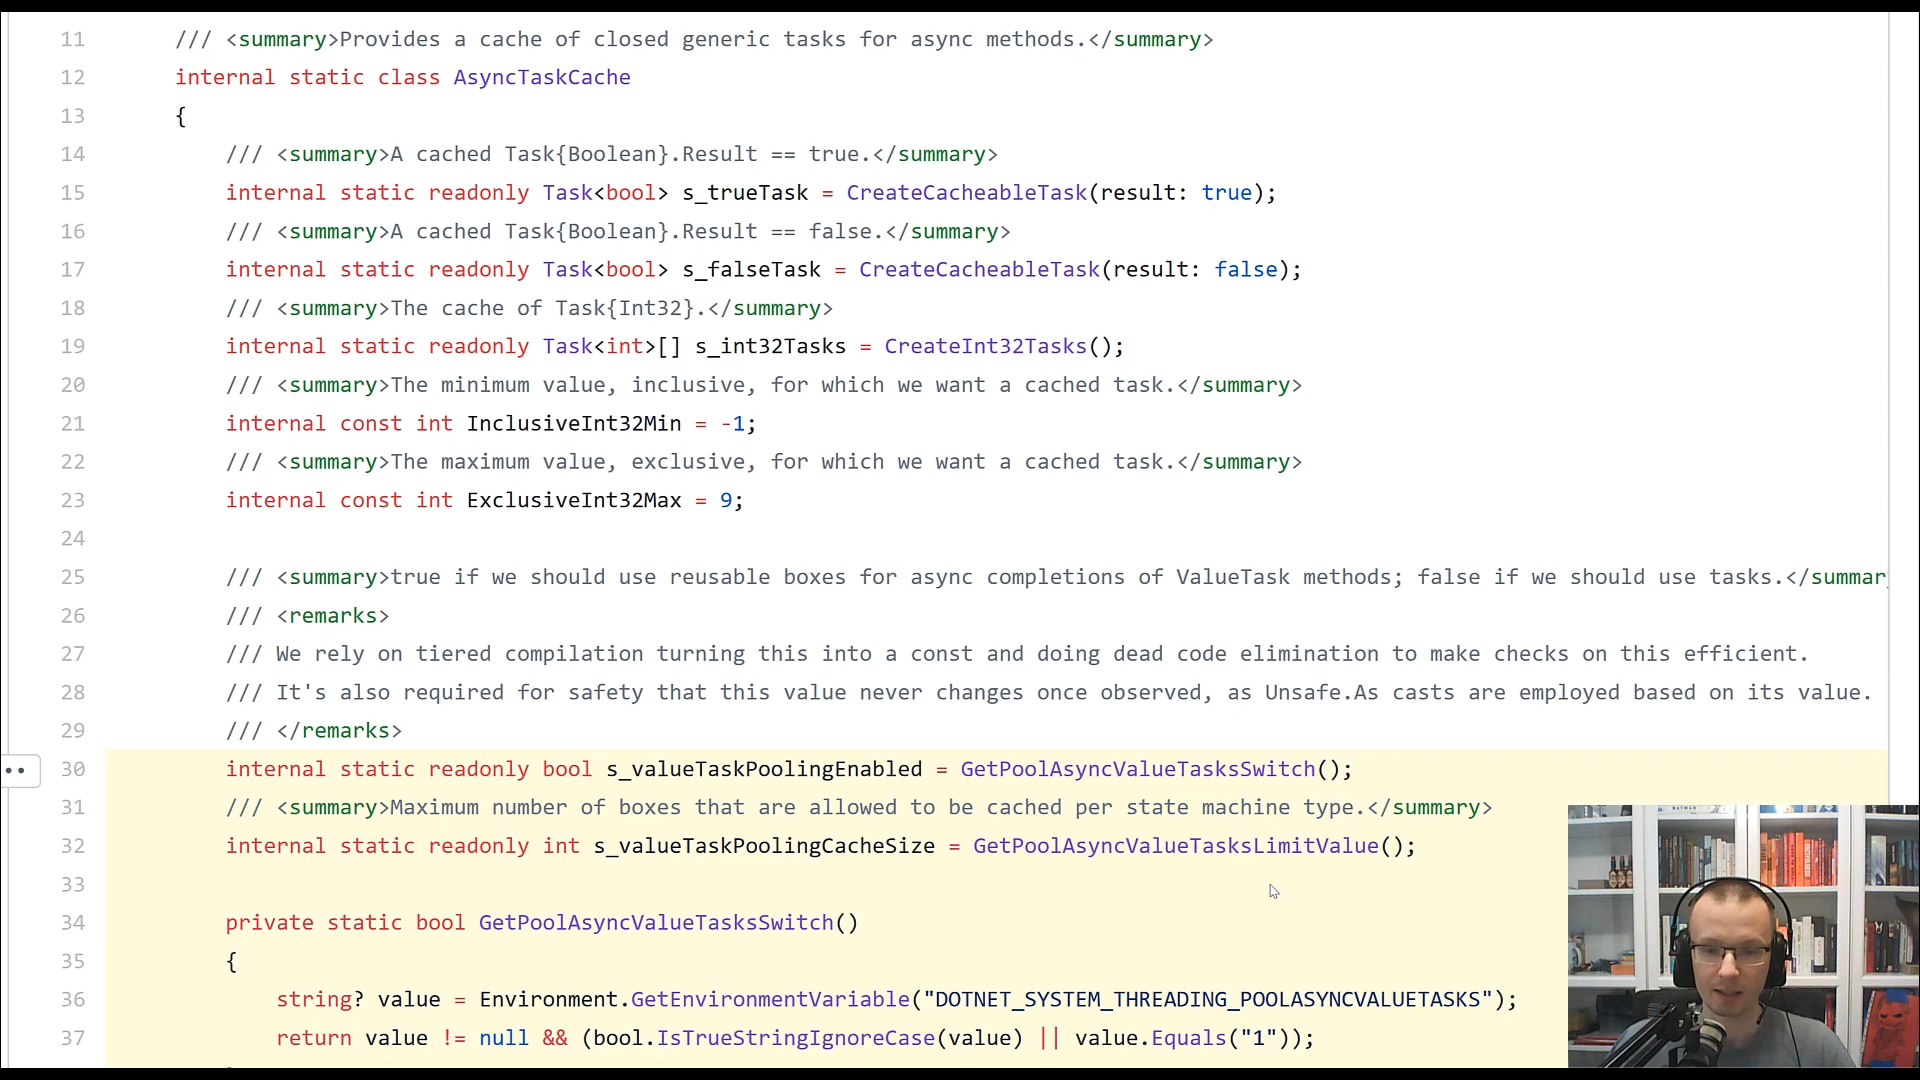 11 /// <summary>Provides a cache of closed generic tasks for async methods.</summary>
12 internal static class AsyncTaskCache
13 {
14 /// <summary>A cached Task{Boolean}.Result == true.</summary>
15 internal static readonly Task<bool> s_trueTask = CreateCacheableTask(result: true);
16 /// <summary>A cached Task{Boolean}.Result == false.</summary>
17 internal static readonly Task<bool> s_falseTask = CreateCacheableTask(result: false);
18 /// <summary>The cache of Task{Int32}.</summary>
19 internal static readonly Task<int>[] s_int32Tasks = CreateInt32Tasks();
20 /// <summary>The minimum value, inclusive, for which we want a cached task.</summary>
21 internal const int InclusiveInt32Min = -1;
22 /// <summary>The maximum value, exclusive, for which we want a cached task.</summary>
23 internal const int ExclusiveInt32Max = 9;
24
25 /// <summary>true if we should use reusable boxes for async completions of ValueTask methods; false if we should use tasks.</summar
26 /// <remarks>
27 /// We rely on tiered compilation turning this into a const and doing dead code elimination to make checks on this efficient.
28 /// It's also required for safety that this value never changes once observed, as Unsafe.As casts are employed based on its value.
29 /// </remarks>
30 internal static readonly bool s_valueTaskPoolingEnabled = GetPoolAsyncValueTasksSwitch();
31 /// <summary>Maximum number of boxes that are allowed to be cached per state machine type.</summary>
32 internal static readonly int s_valueTaskPoolingCacheSize = GetPoolAsyncValueTasksLimitValue();
33
34 private static bool GetPoolAsyncValueTasksSwitch()
35 {
36 string? value = Environment.GetEnvironmentVariable("DOTNET_SYSTEM_THREADING_POOLASYNCVALUETASKS");
37 return value != null && (bool.IsTrueStringIgnoreCase(value) || value.Equals("1"));